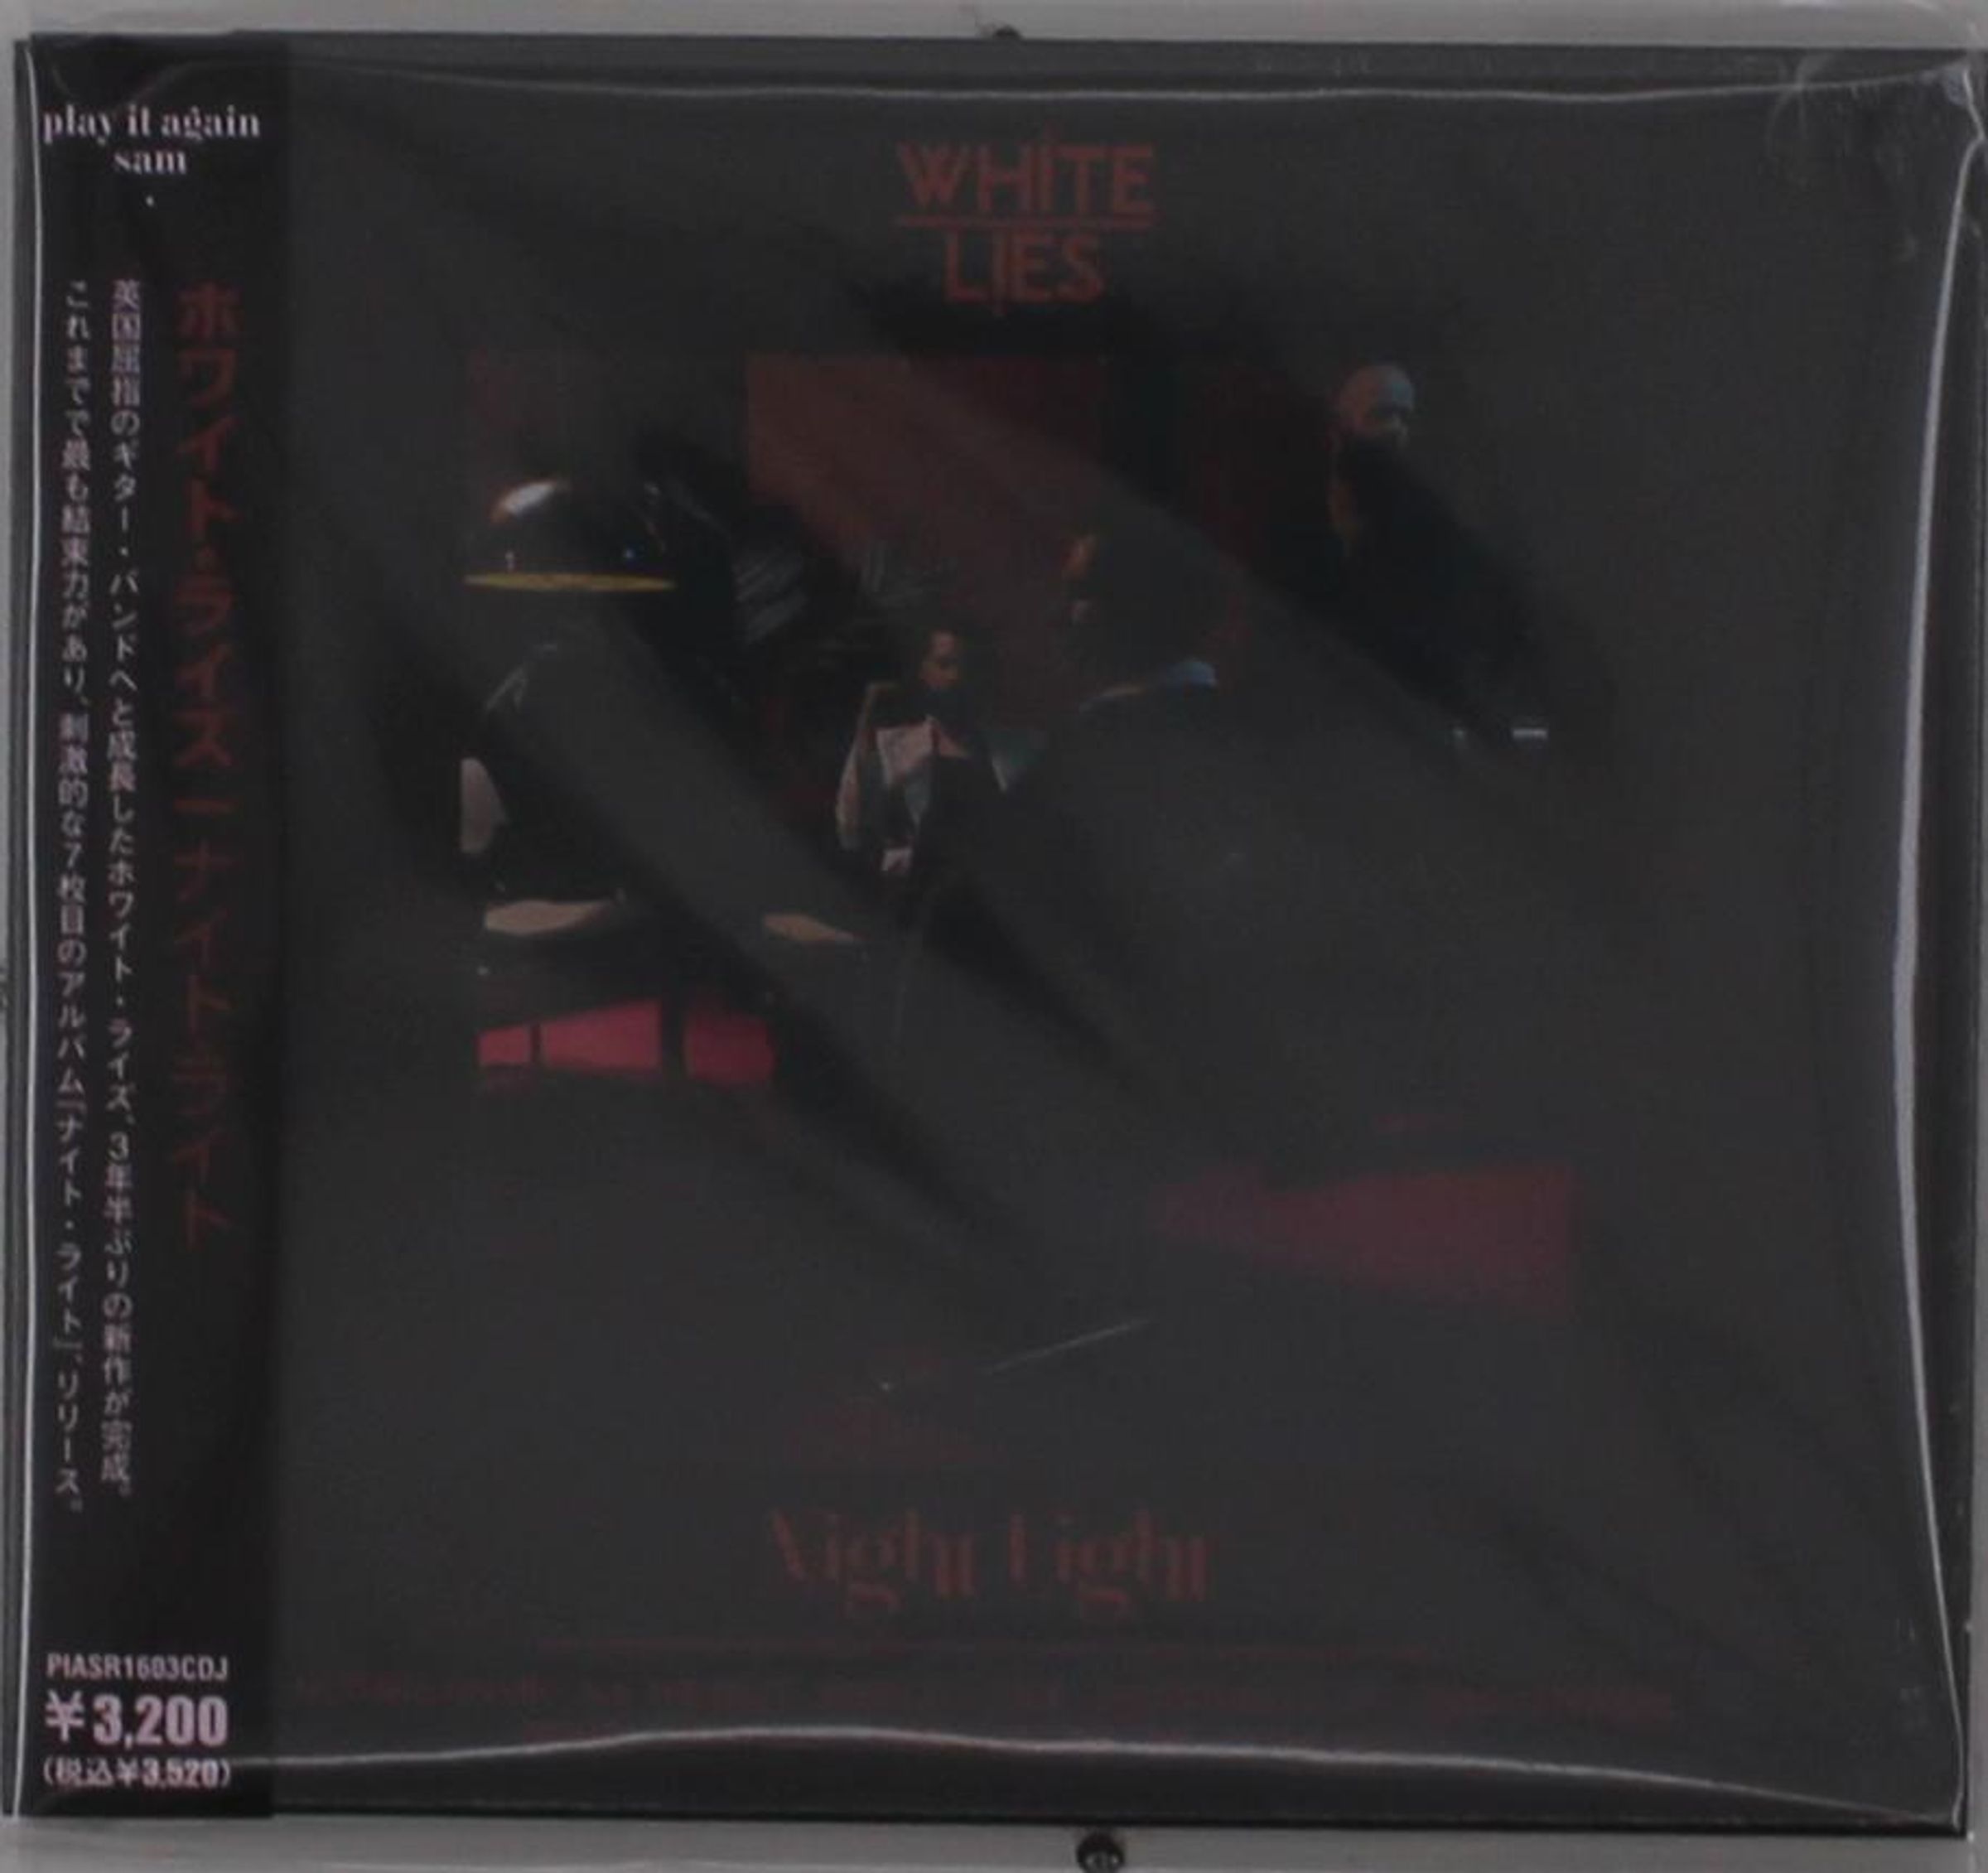 play it again
sam
ホワイト・ライズ｜ナイトライト
英国屈指のギター・バンドへと成長したホワイト・ライズ、3年半ぶりの新作が完成。
これまでで最も結束力があり、刺激的な7枚目のアルバム『ナイト・ライト』、リリース。
PIASR1603CDJ
¥3,200
(税込¥3,520)
WHITE
LIES
Night Light